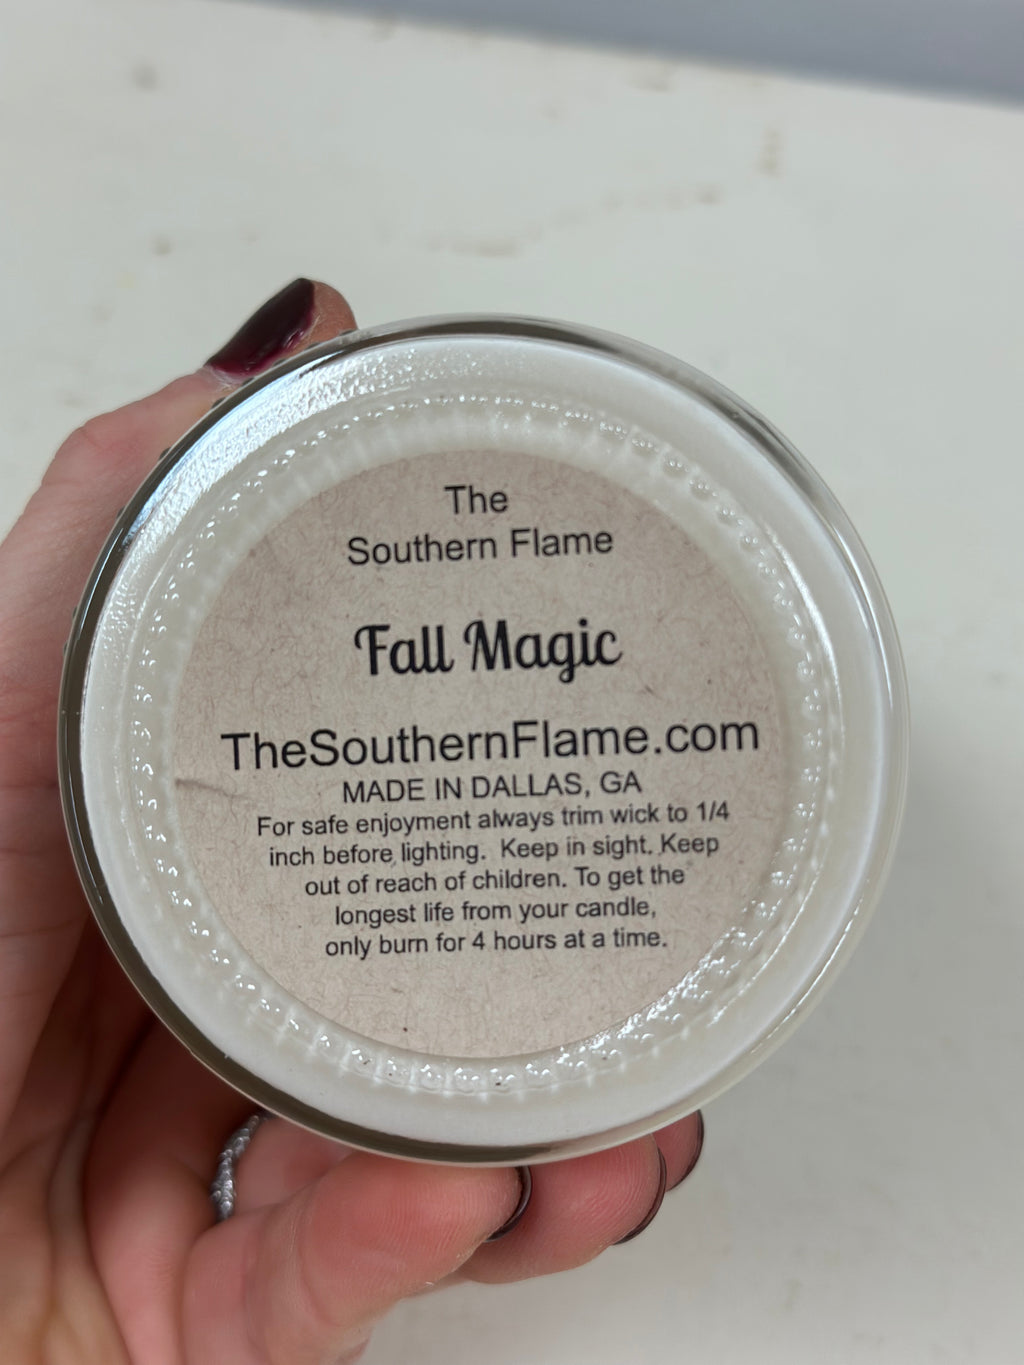 The
Southern Flame
Fall Magic
TheSouthernFlame.com
MADE IN DALLAS, GA
For safe enjoyment always trim wick to 1/4
inch before lighting.  Keep in sight. Keep
out of reach of children. To get the
longest life from your candle,
only burn for 4 hours at a time.